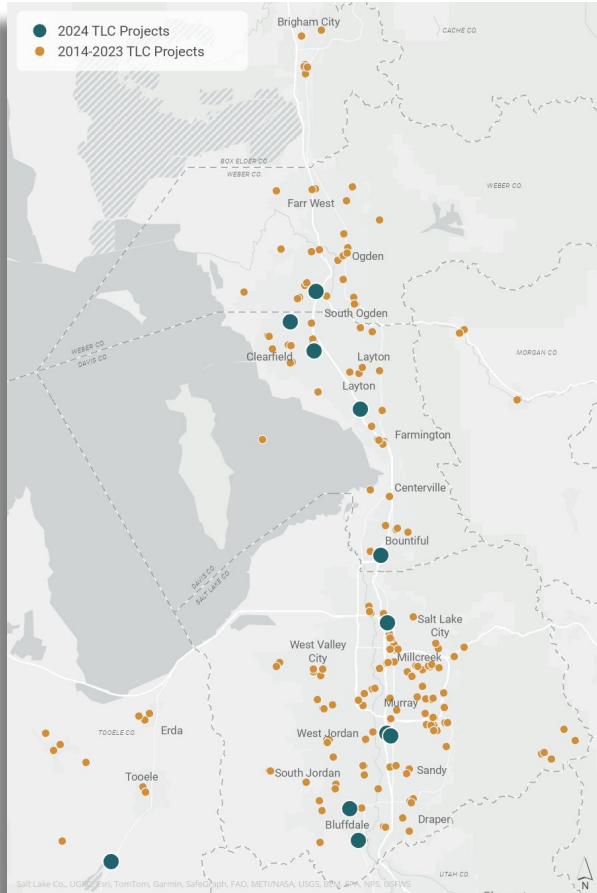 2024 TLC Projects
2014-2023 TLC Projects
Brigham City
CACHE CO.
BOX ELDER CO.
WEBER CO.
WEBER CO.
Farr West
Ogden
South Ogden
WEBER CO.
DAVIS CO.
Clearfield
Layton
MORGAN CO.
Layton
Farmington
Centerville
Bountiful
DAVIS CO.
SALT LAKE CO.
Salt Lake
City
West Valley
City
Millcreek
Murray
TOOELE CO.
Erda
West Jordan
Tooele
South Jordan
Sandy
Bluffdale
Draper
UTAH CO.
Salt Lake Co., UGRC, Esri, TomTom, Garmin, SafeGraph, FAO, METI/NASA, USGS, BLM, EPA, NPS, USFWS
N